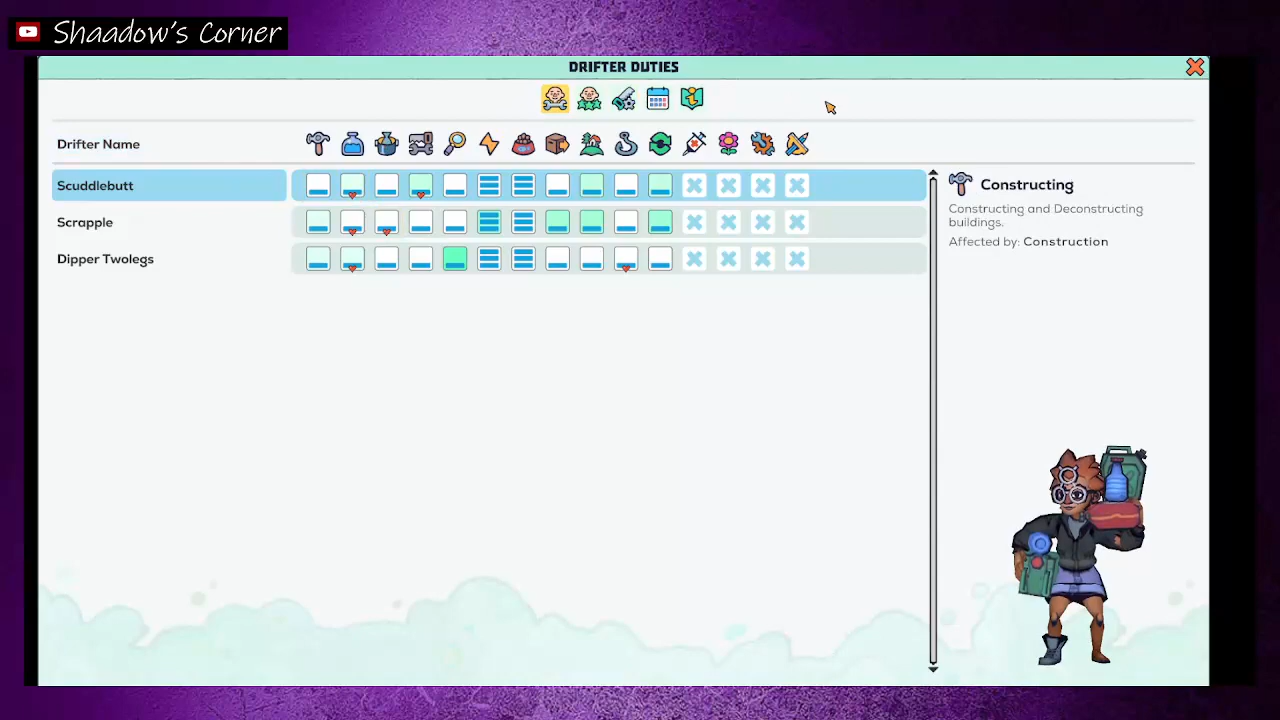 Shaadow's Corner
DRIFTER DUTIES
Drifter Name
Scuddlebutt
Scrapple
Dipper Twolegs
Constructing
Constructing and Deconstructing
buildings.
Affected by: Construction